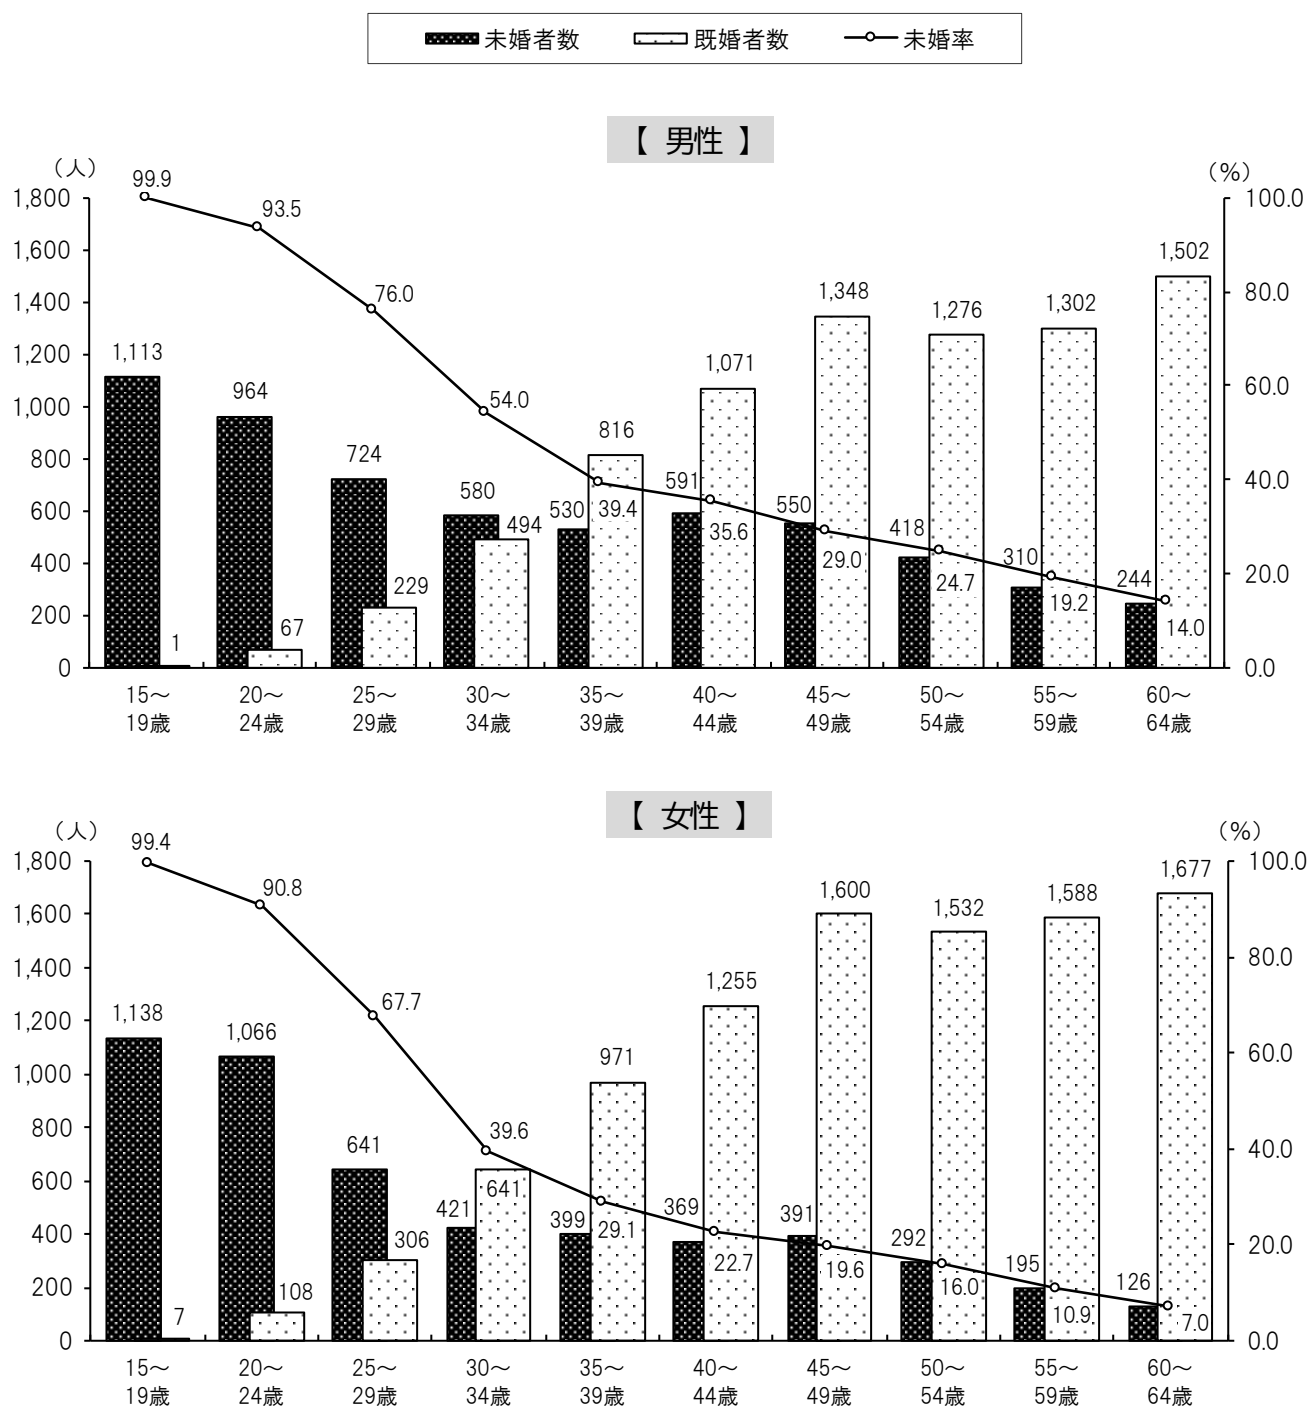 未婚者数 既婚者数 未婚率
【 男性 】
（人） （%）
99.9 93.5 76.0 54.0 39.4 35.6 29.0 24.7 19.2 14.0
1,113 964 724 580 530 591 550 418 310 244
1 67 229 494 816 1,071 1,348 1,276 1,302 1,502
1,800 100.0
1,600
1,400 80.0
1,200
1,000 60.0
800
600 40.0
400
200 20.0
0 0.0
15～ 20～ 25～ 30～ 35～ 40～ 45～ 50～ 55～ 60～
19歳 24歳 29歳 34歳 39歳 44歳 49歳 54歳 59歳 64歳
【 女性 】
（人） （%）
99.4 90.8 67.7 39.6 29.1 22.7 19.6 16.0 10.9 7.0
1,138 1,066 641 421 399 369 391 292 195 126
7 108 306 641 971 1,255 1,600 1,532 1,588 1,677
1,800 100.0
1,600
1,400 80.0
1,200
1,000 60.0
800
600 40.0
400
200 20.0
0 0.0
15～ 20～ 25～ 30～ 35～ 40～ 45～ 50～ 55～ 60～
19歳 24歳 29歳 34歳 39歳 44歳 49歳 54歳 59歳 64歳